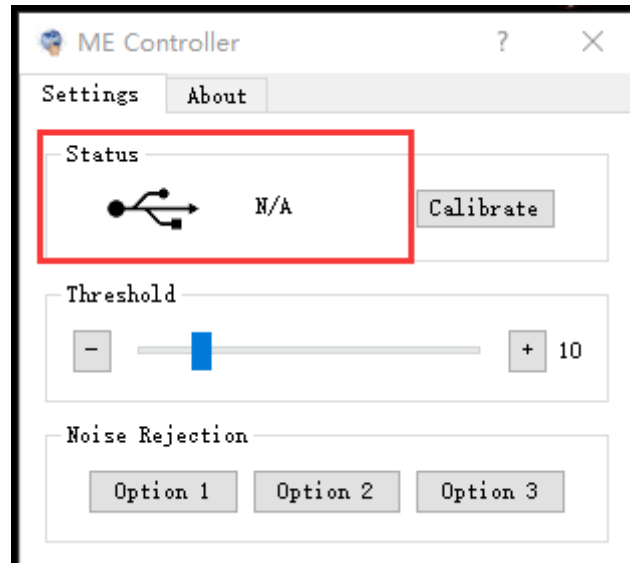 ME Controller ?
Settings About
Status
N/A Calibrate
Threshold
- + 10
Noise Rejection
Option 1 Option 2 Option 3